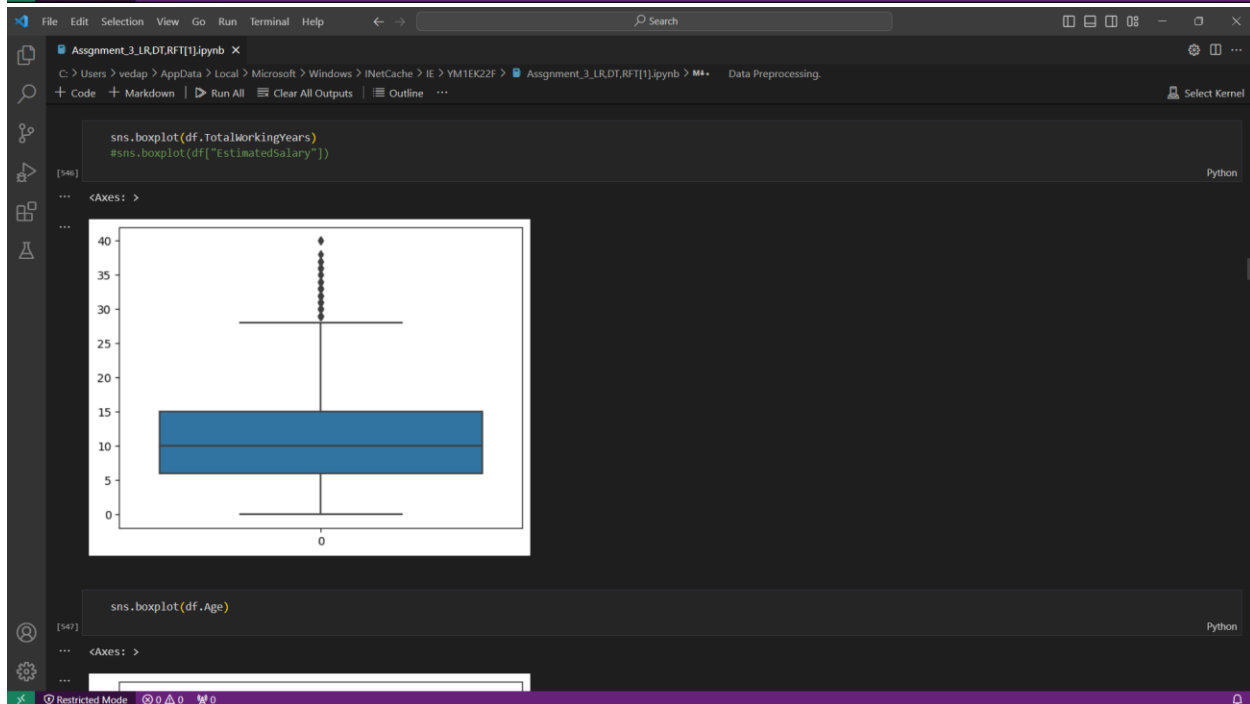 File Edit Selection View Go Run Terminal Help
Search
Assgnment_3_LR,DT,RFT[1].ipynb
C: > Users > vedap > AppData > Local > Microsoft > Windows > INetCache > IE > YM1EK22F > Assgnment_3_LR,DT,RFT[1].ipynb > M↓ Data Preprocessing.
+ Code + Markdown | Run All Clear All Outputs | Outline ...
Select Kernel
sns.boxplot(df.TotalWorkingYears)
#sns.boxplot(df["EstimatedSalary"])
[546]
Python
<Axes: >
40
35
30
25
20
15
10
5
0
0
sns.boxplot(df.Age)
[547]
Python
<Axes: >
Restricted Mode 0 0 0